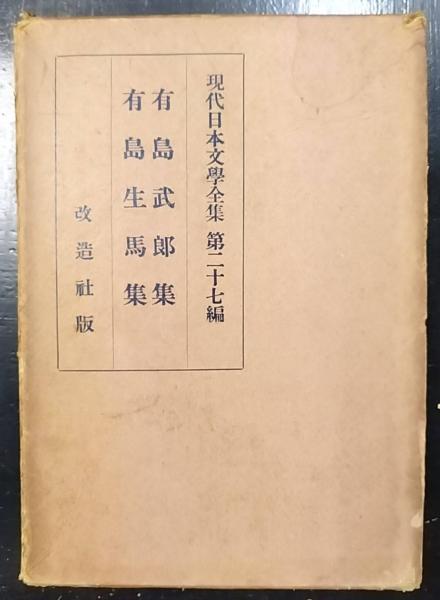 現代日本文學全集 第二十七編
有島武郎集
有島生馬集
改造社版